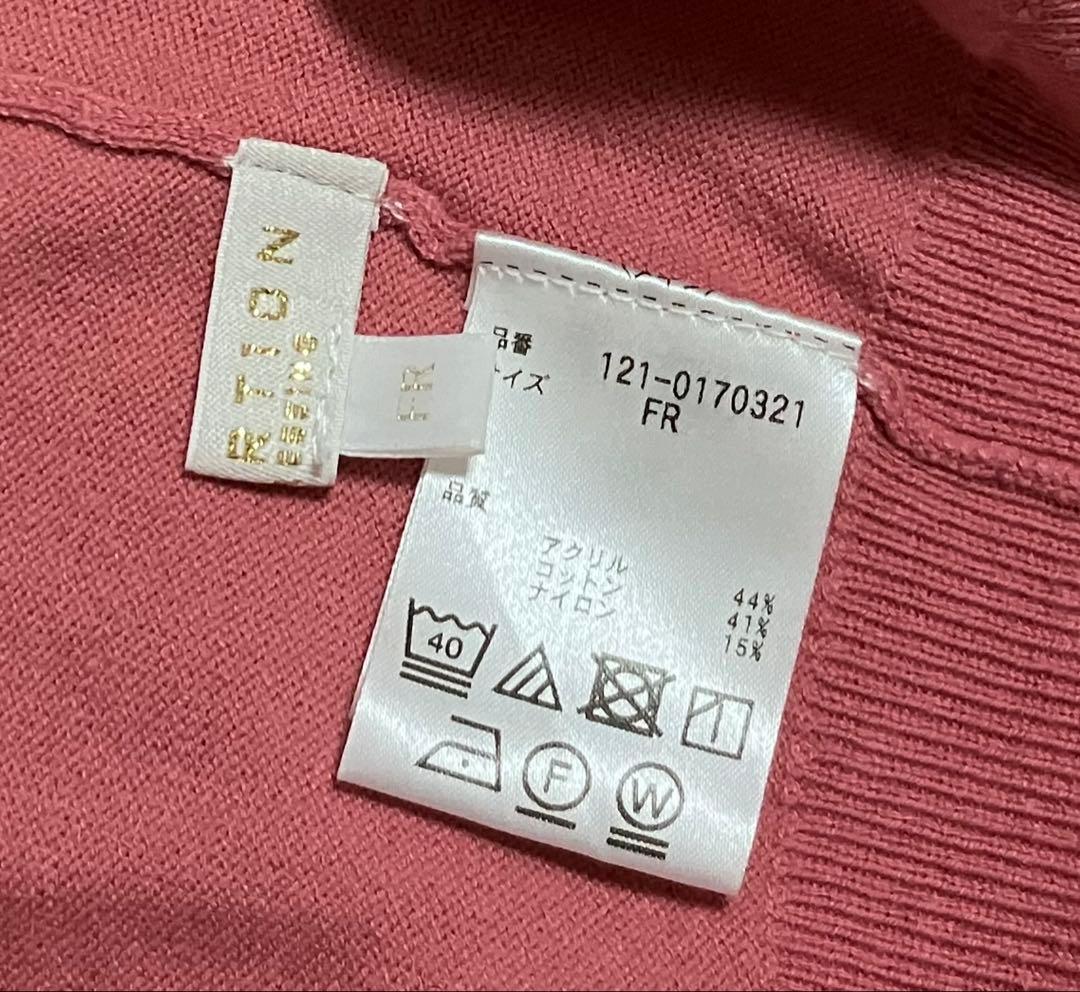 RTION
FR
品番 121-0170321
イズ FR
品質
アクリル 44%
コットン 41%
ナイロン 15%
40
F
W